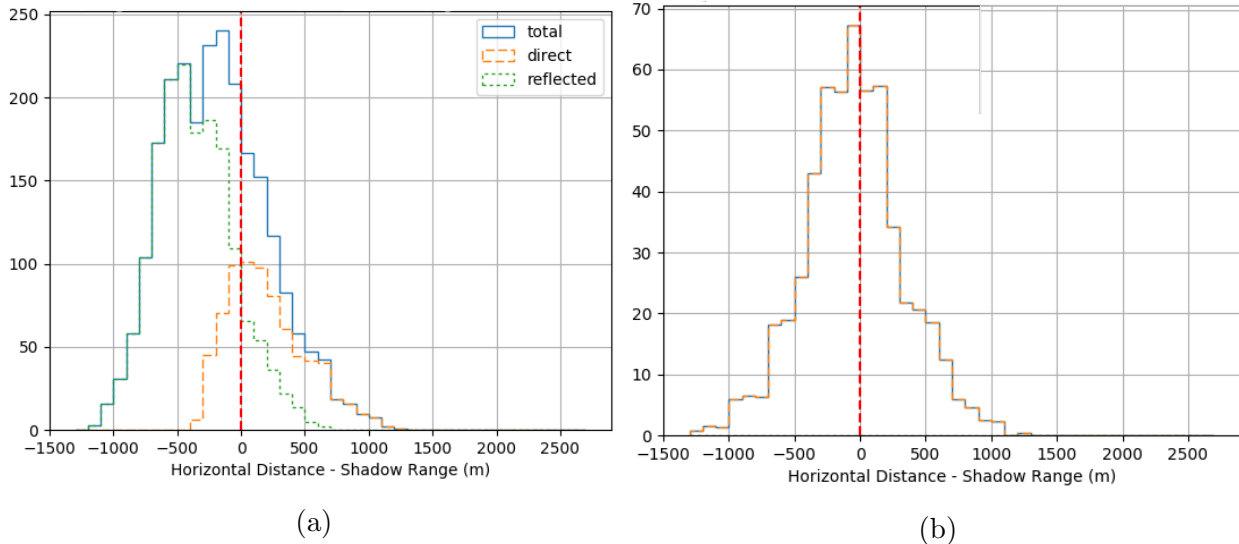 250
200
150
100
50
0
total
direct
reflected
−1500 −1000 −500 0 500 1000 1500 2000 2500
Horizontal Distance - Shadow Range (m)
(a)
70
60
50
40
30
20
10
0
−1500 −1000 −500 0 500 1000 1500 2000 2500
Horizontal Distance - Shadow Range (m)
(b)